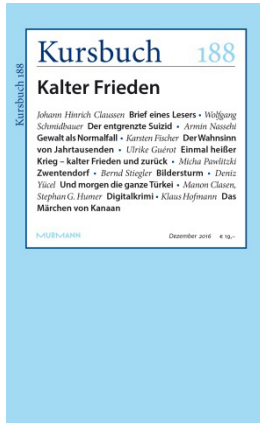 Kursbuch 188
Kursbuch 188
Kalter Frieden
Johann Hinrich Claussen Brief eines Lesers • Wolfgang
Schmidbauer Der entgrenzte Suizid • Armin Nassehi
Gewalt als Normalfall • Karsten Fischer Der Wahnsinn
von Jahrtausenden • Ulrike Guérot Einmal heißer
Krieg – kalter Frieden und zurück • Micha Pawlitzki
Zwentendorf • Bernd Stiegler Bildersturm • Deniz
Yücel Und morgen die ganze Türkei • Manon Clasen,
Stephan G. Humer Digitalkrimi • Klaus Hofmann Das
Märchen von Kanaan
MURMANN
Dezember 2016 € 19,–